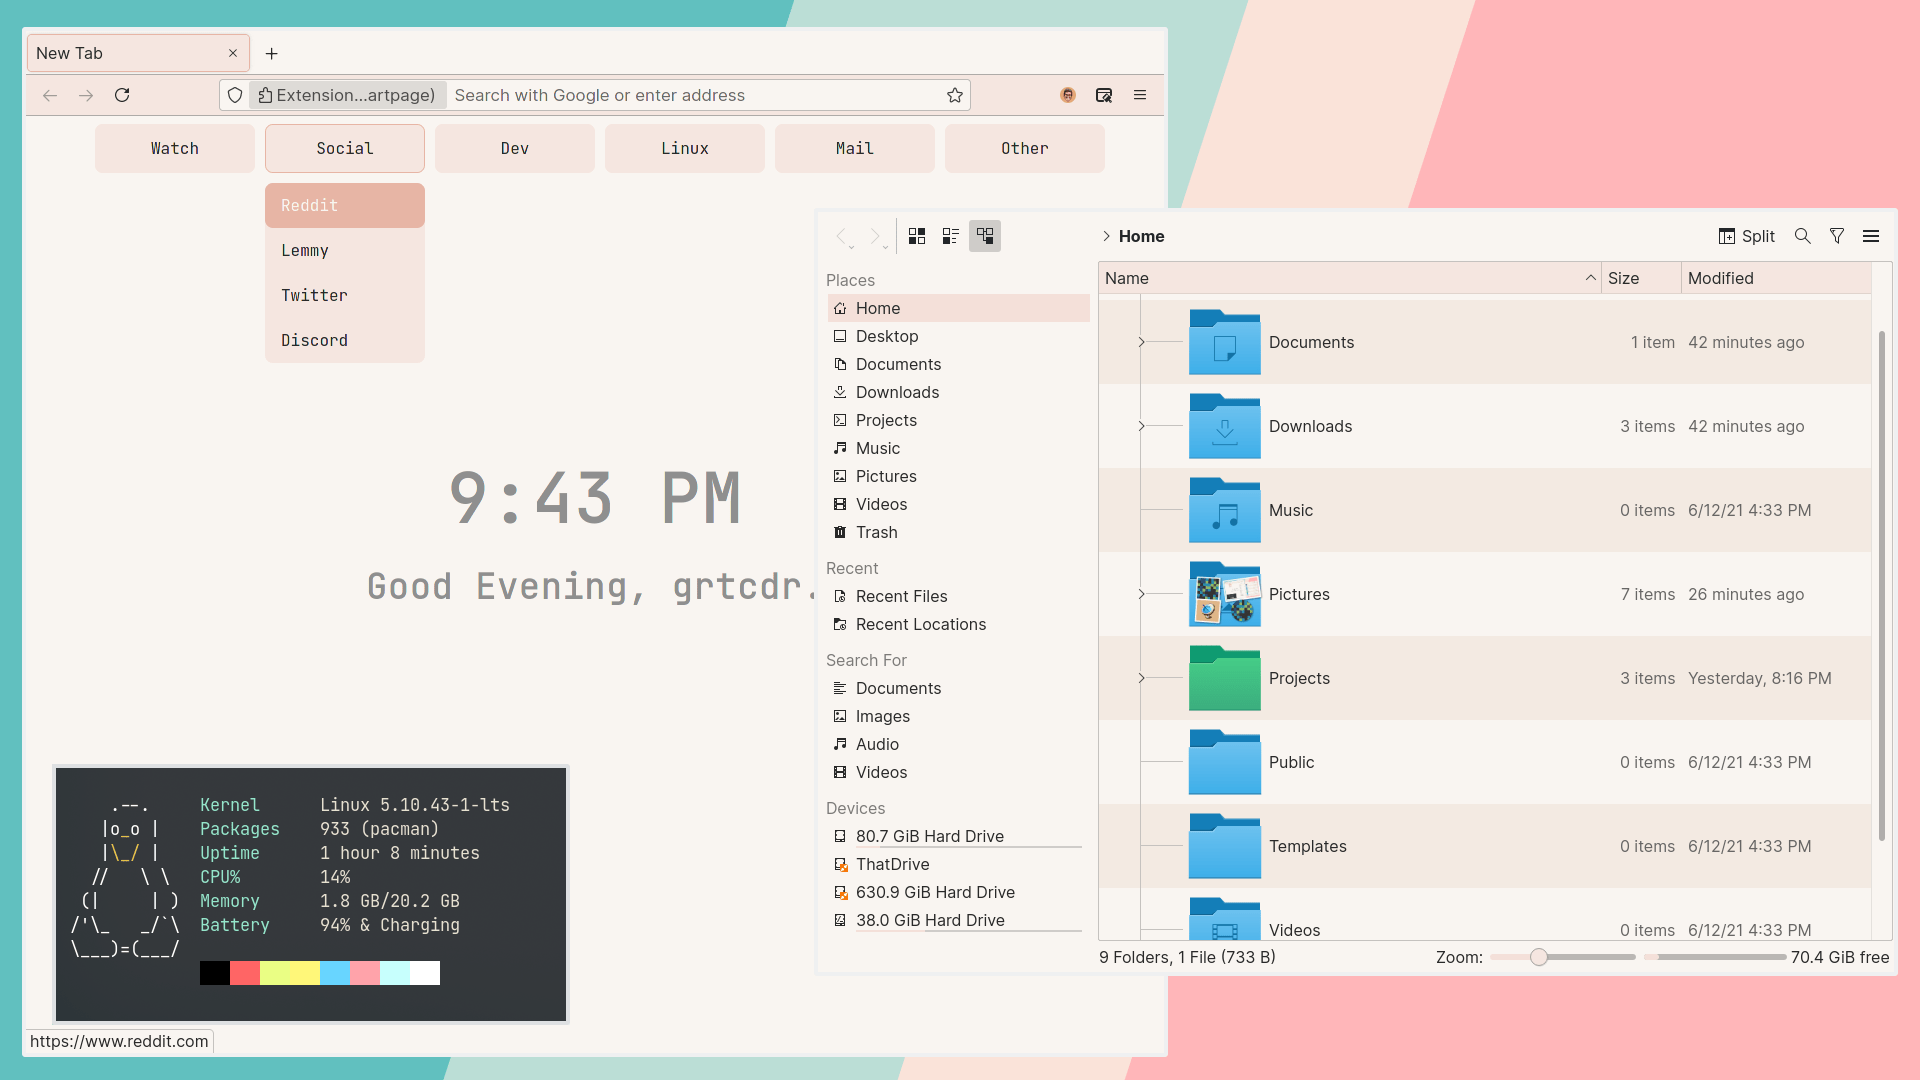 New Tab
Extension...artpage) Search with Google or enter address
Watch Social Dev Linux Mail Other
Reddit
Lemmy
Twitter
Discord
9:43 PM
Good Evening, grtcdr.
.--.
|o_o |
|\_/ |
//   \ \
(|     | )
/'\_   _/`\
\___)=(___/
Kernel Linux 5.10.43-1-lts
Packages 933 (pacman)
Uptime 1 hour 8 minutes
CPU% 14%
Memory 1.8 GB/20.2 GB
Battery 94% & Charging
https://www.reddit.com
Home
Split
Places
Home
Desktop
Documents
Downloads
Projects
Music
Pictures
Videos
Trash
Recent
Recent Files
Recent Locations
Search For
Documents
Images
Audio
Videos
Devices
80.7 GiB Hard Drive
ThatDrive
630.9 GiB Hard Drive
38.0 GiB Hard Drive
Name Size Modified
Documents 1 item 42 minutes ago
Downloads 3 items 42 minutes ago
Music 0 items 6/12/21 4:33 PM
Pictures 7 items 26 minutes ago
Projects 3 items Yesterday, 8:16 PM
Public 0 items 6/12/21 4:33 PM
Templates 0 items 6/12/21 4:33 PM
Videos 0 items 6/12/21 4:33 PM
9 Folders, 1 File (733 B) Zoom: 70.4 GiB free